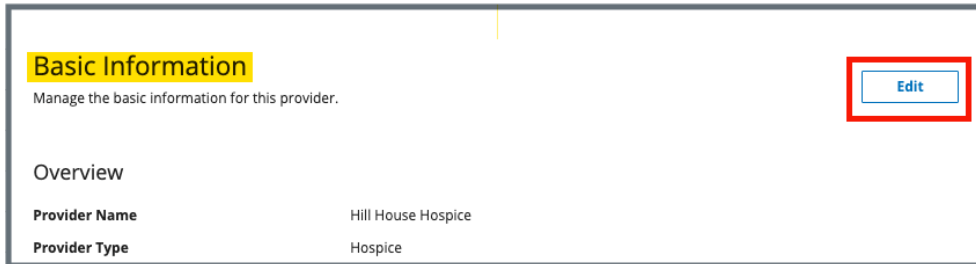 Basic Information
Manage the basic information for this provider.
Edit
Overview
Provider Name Hill House Hospice
Provider Type Hospice